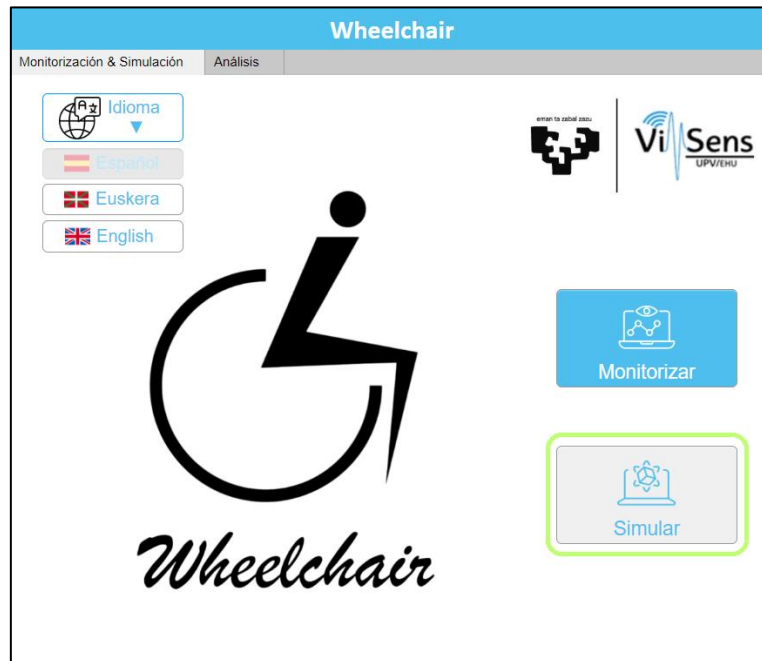 Wheelchair
Monitorización & Simulación Análisis
Idioma
Español
Euskera
English
eman ta zabal zazu
ViSens
UPV/EHU
Monitorizar
Simular
Wheelchair